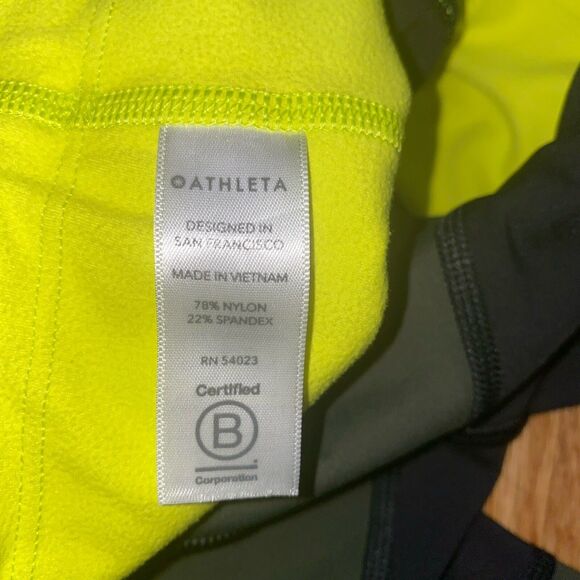 ATHLETA
DESIGNED IN
SAN FRANCISCO
MADE IN VIETNAM
78% NYLON
22% SPANDEX
RN 54023
Certified
B
Corporation